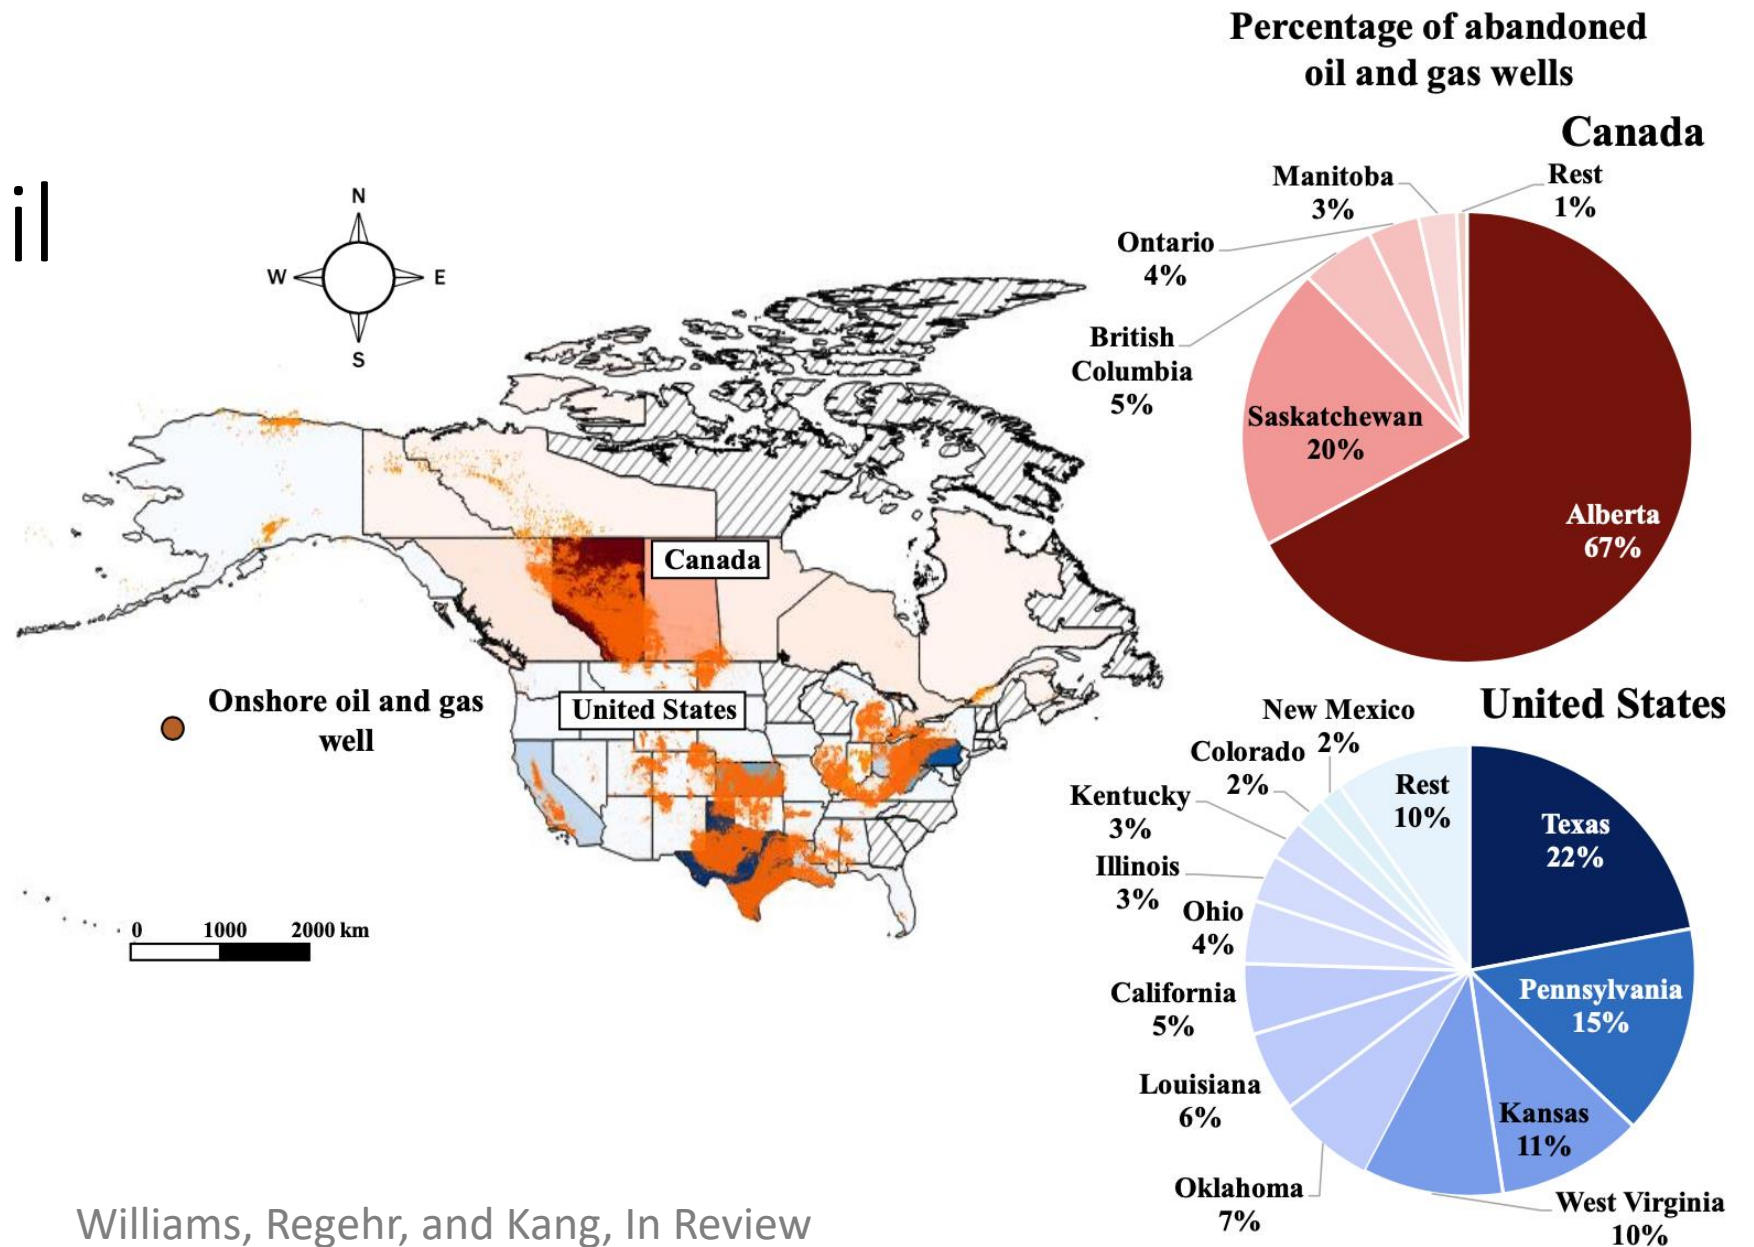 Percentage of abandoned
oil and gas wells
Canada
Manitoba
3%
Rest
1%
Ontario
4%
British
Columbia
5%
Saskatchewan
20%
Alberta
67%
il
N
W
E
S
Canada
United States
Onshore oil and gas
well
0 1000 2000 km
United States
New Mexico
2%
Colorado
2%
Rest
10%
Kentucky
3%
Texas
22%
Illinois
3%
Ohio
4%
Pennsylvania
15%
California
5%
Louisiana
6%
Kansas
11%
Oklahoma
7%
West Virginia
10%
Williams, Regehr, and Kang, In Review